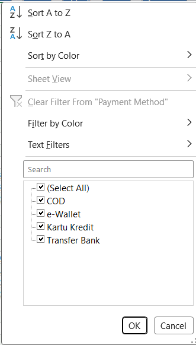 Sort A to Z
Sort Z to A
Sort by Color
Sheet View
Clear Filter From "Payment Method"
Filter by Color
Text Filters
Search
(Select All)
COD
e-Wallet
Kartu Kredit
Transfer Bank
OK
Cancel